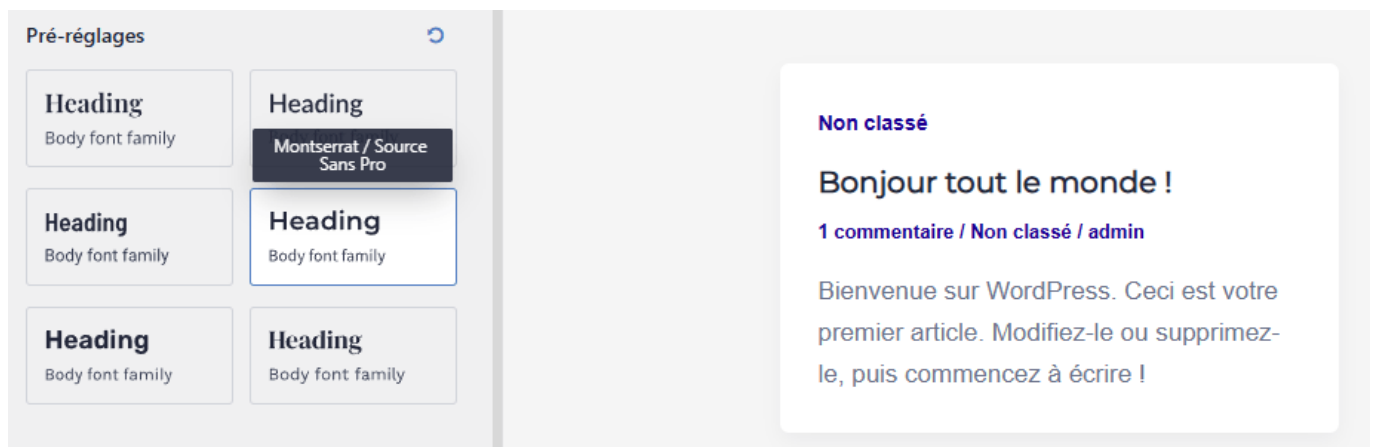 Pré-réglages
Heading
Body font family
Heading
Montserrat / Source
Sans Pro
Heading
Body font family
Heading
Body font family
Heading
Body font family
Heading
Body font family
Non classé
Bonjour tout le monde !
1 commentaire / Non classé / admin
Bienvenue sur WordPress. Ceci est votre
premier article. Modifiez-le ou supprimez-
le, puis commencez à écrire !